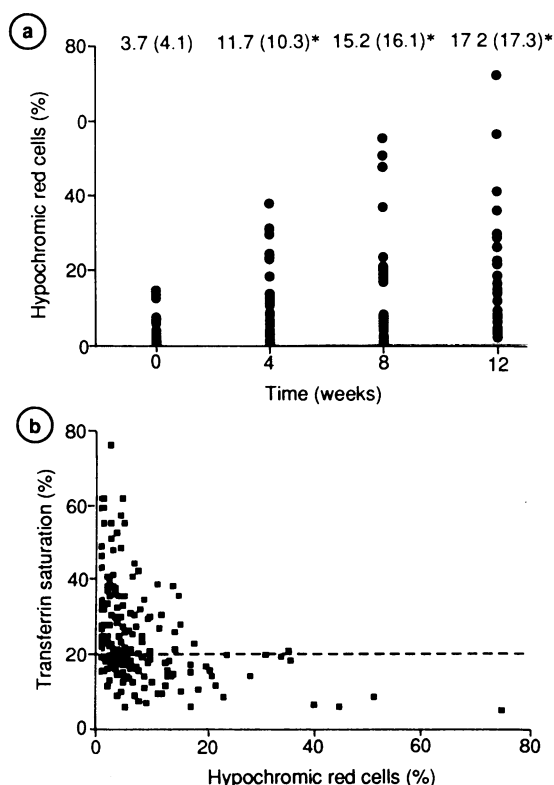 a
3.7 (4.1) 11.7 (10.3)* 15.2 (16.1)* 17 2 (17.3)*
80
0
40
20
0
Hypochromic red cells (%)
0 4 8 12
Time (weeks)
b
80
60
40
20
0
Transferrin saturation (%)
0 20 40 60 80
Hypochromic red cells (%)